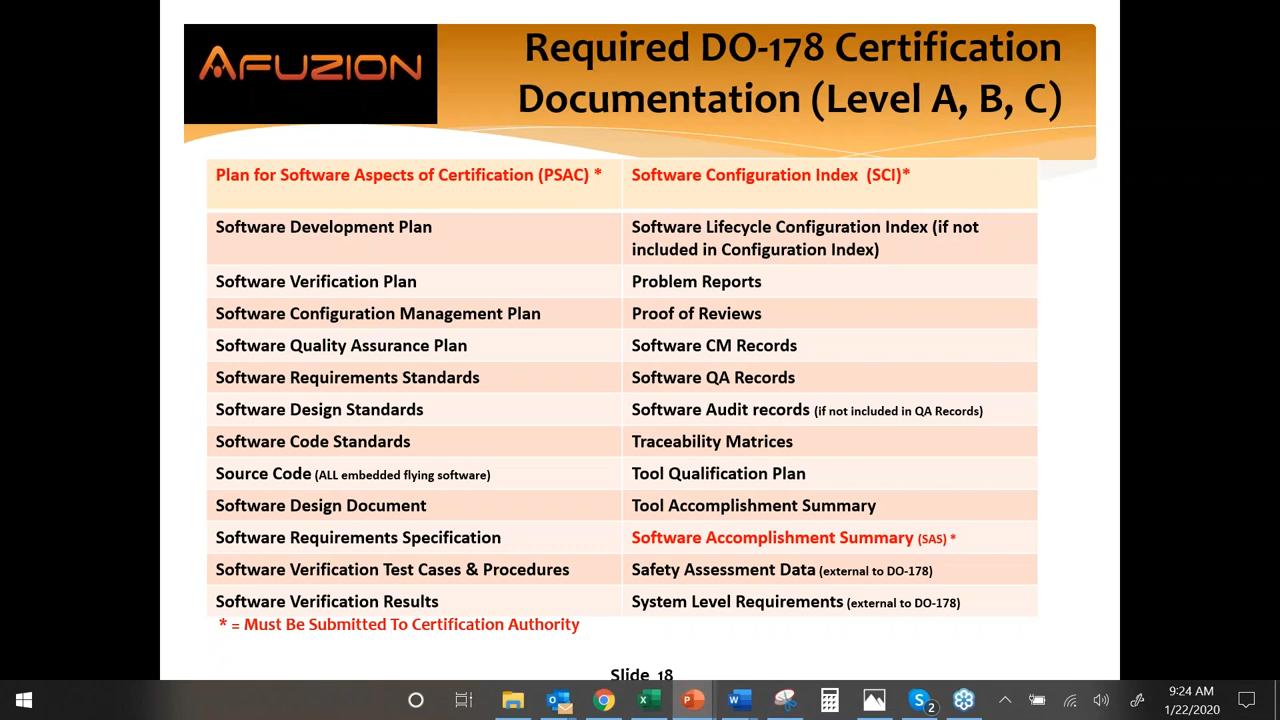 AFUZION
Required DO-178 Certification
Documentation (Level A, B, C)
Plan for Software Aspects of Certification (PSAC) *
Software Configuration Index (SCI)*
Software Development Plan
Software Lifecycle Configuration Index (if not
included in Configuration Index)
Software Verification Plan
Problem Reports
Software Configuration Management Plan
Proof of Reviews
Software Quality Assurance Plan
Software CM Records
Software Requirements Standards
Software QA Records
Software Design Standards
Software Audit records (if not included in QA Records)
Software Code Standards
Traceability Matrices
Source Code (ALL embedded flying software)
Tool Qualification Plan
Software Design Document
Tool Accomplishment Summary
Software Requirements Specification
Software Accomplishment Summary (SAS) *
Software Verification Test Cases & Procedures
Safety Assessment Data (external to DO-178)
Software Verification Results
System Level Requirements (external to DO-178)
* = Must Be Submitted To Certification Authority
Slide 18
2
9:24 AM
1/22/2020